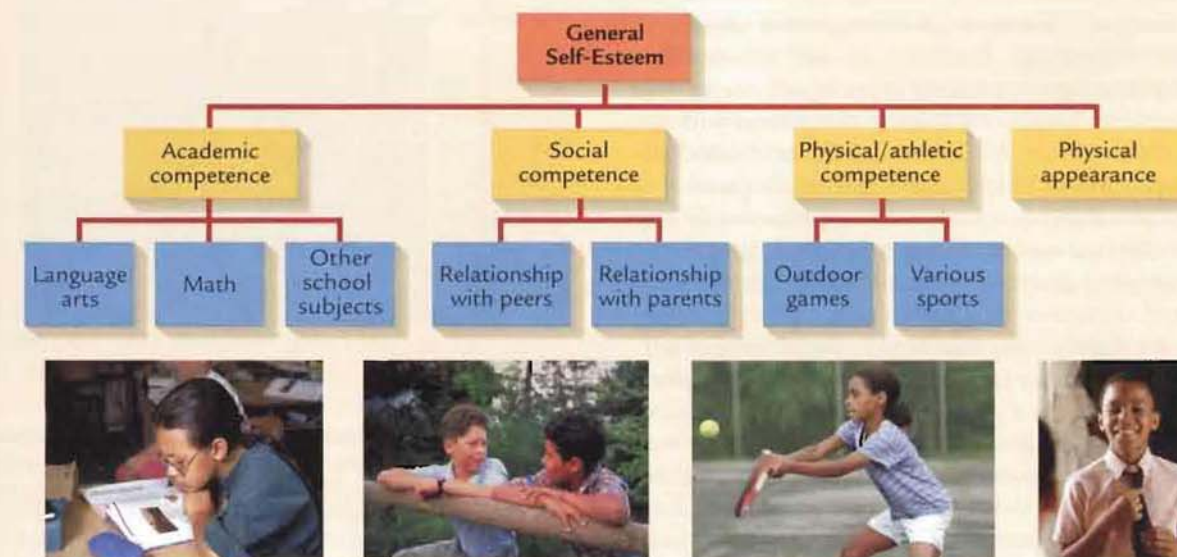 General
Self-Esteem
Academic
competence
Social
competence
Physical/athletic
competence
Physical
appearance
Language
arts
Math
Other
school
subjects
Relationship
with peers
Relationship
with parents
Outdoor
games
Various
sports